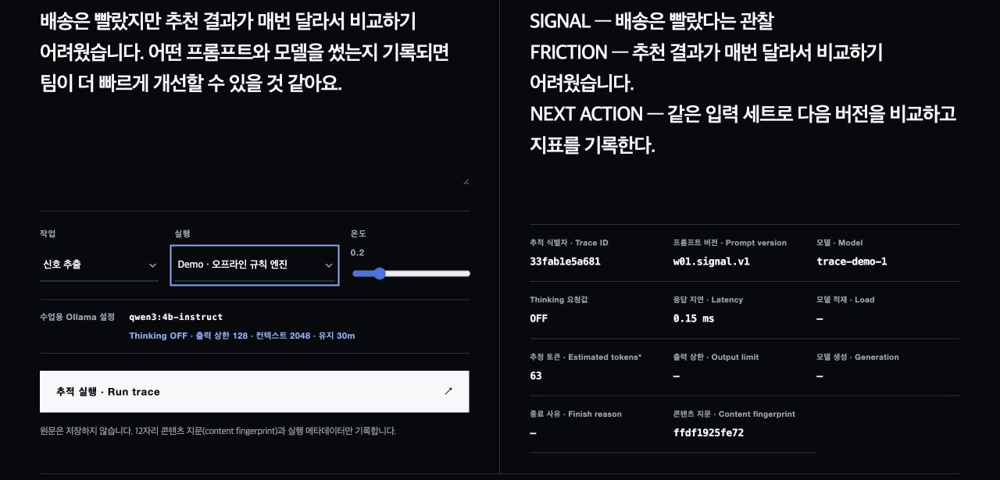 배송은 빨랐지만 추천 결과가 매번 달라서 비교하기
어려웠습니다. 어떤 프롬프트와 모델을 썼는지 기록되면
팀이 더 빠르게 개선할 수 있을 것 같아요.
작업
실행
온도
신호 추출
Demo · 오프라인 규칙 엔진
0.2
수업용 Ollama 설정
qwen3:4b-instruct
Thinking OFF · 출력 상한 128 · 컨텍스트 2048 · 유지 30m
추적 실행 · Run trace ↗
원문은 저장하지 않습니다. 12자리 콘텐츠 지문(content fingerprint)과 실행 메타데이터만 기록합니다.
SIGNAL — 배송은 빨랐다는 관찰
FRICTION — 추천 결과가 매번 달라서 비교하기
어려웠습니다.
NEXT ACTION — 같은 입력 세트로 다음 버전을 비교하고
지표를 기록한다.
추적 식별자 · Trace ID
프롬프트 버전 · Prompt version
모델 · Model
33fab1e5a681
w01.signal.v1
trace-demo-1
Thinking 요청값
응답 지연 · Latency
모델 적재 · Load
OFF
0.15 ms
—
추정 토큰 · Estimated tokens*
출력 상한 · Output limit
모델 생성 · Generation
63
—
—
종료 사유 · Finish reason
콘텐츠 지문 · Content fingerprint
—
ffdf1925fe72